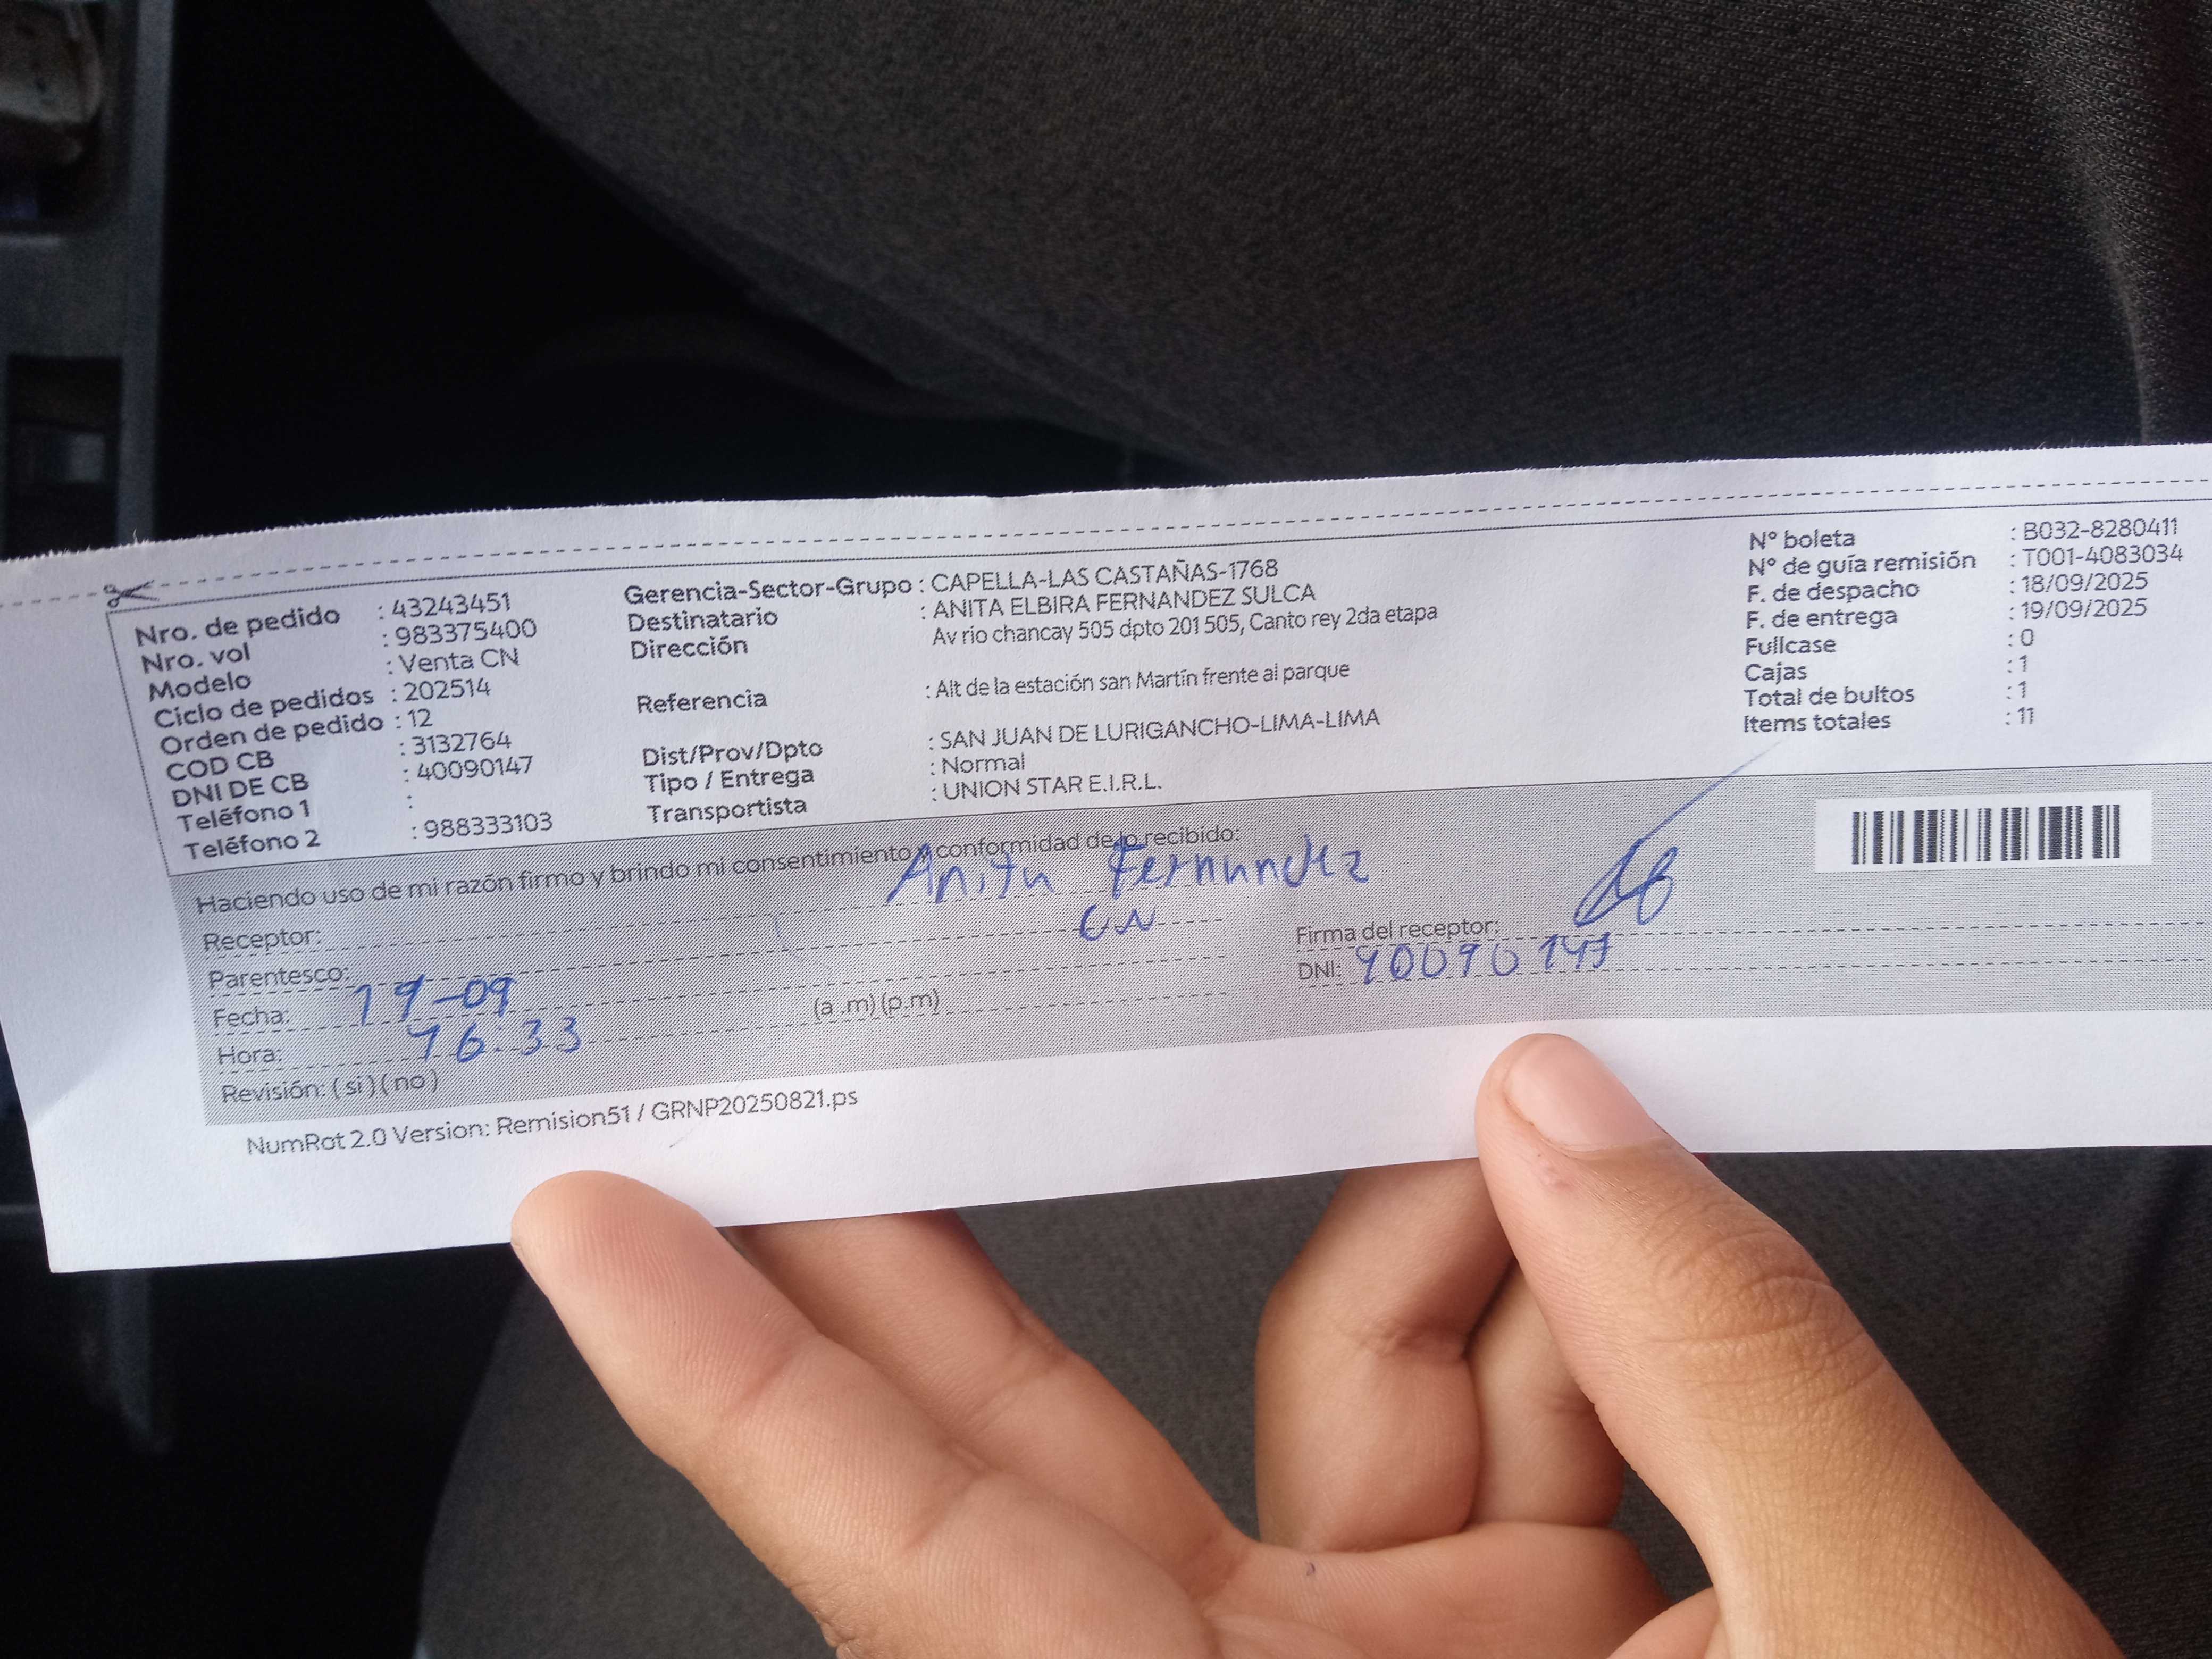 Nro. de pedido : 43243451
Nro. vol : 983375400
Modelo : Venta CN
Ciclo de pedidos : 202514
Orden de pedido : 12
COD CB : 3132764
DNI DE CB : 40090147
Teléfono 1 :
Teléfono 2 : 988333103
Gerencia-Sector-Grupo : CAPELLA-LAS CASTAÑAS-1768
Destinatario : ANITA ELBIRA FERNANDEZ SULCA
Dirección Av rio chancay 505 dpto 201 505, Canto rey 2da etapa
Referencia : Alt de la estación san Martín frente al parque
Dist/Prov/Dpto : SAN JUAN DE LURIGANCHO-LIMA-LIMA
Tipo / Entrega : Normal
Transportista : UNION STAR E.I.R.L.
N° boleta : B032-8280411
N° de guía remisión : T001-4083034
F. de despacho : 18/09/2025
F. de entrega : 19/09/2025
Fullcase : 0
Cajas : 1
Total de bultos : 1
Items totales : 11
Haciendo uso de mi razón firmo y brindo mi consentimiento y conformidad de lo recibido:
Receptor: Anita Fernandez
Parentesco: CN
Fecha: 19-09
Hora: 16:33 (a .m) (p.m)
Revisión: ( si ) ( no )
Firma del receptor:
DNI: 40090147
NumRot 2.0 Version: Remision51 / GRNP20250821.ps